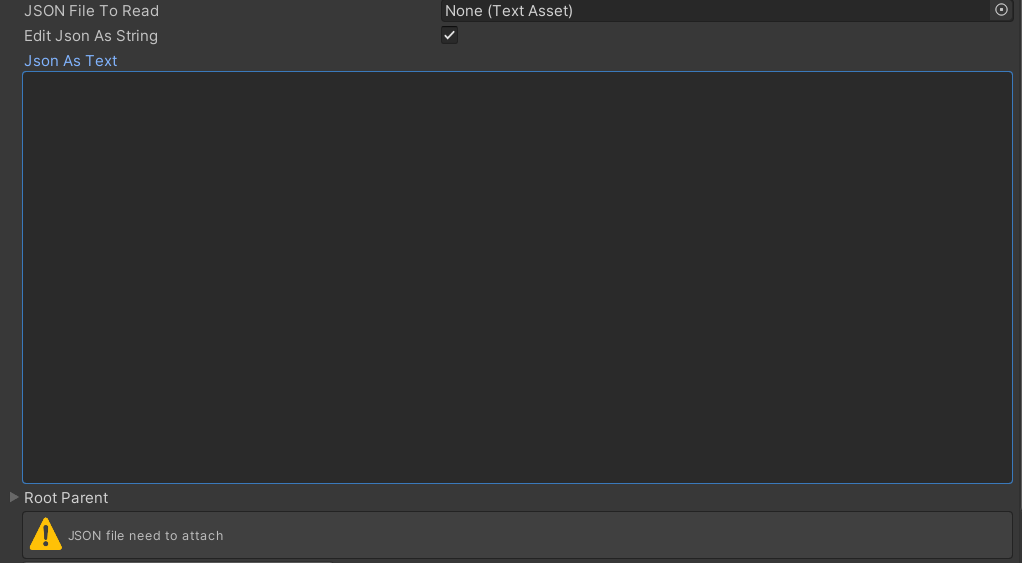 JSON File To Read
None (Text Asset)
Edit Json As String
Json As Text
Root Parent
JSON file need to attach